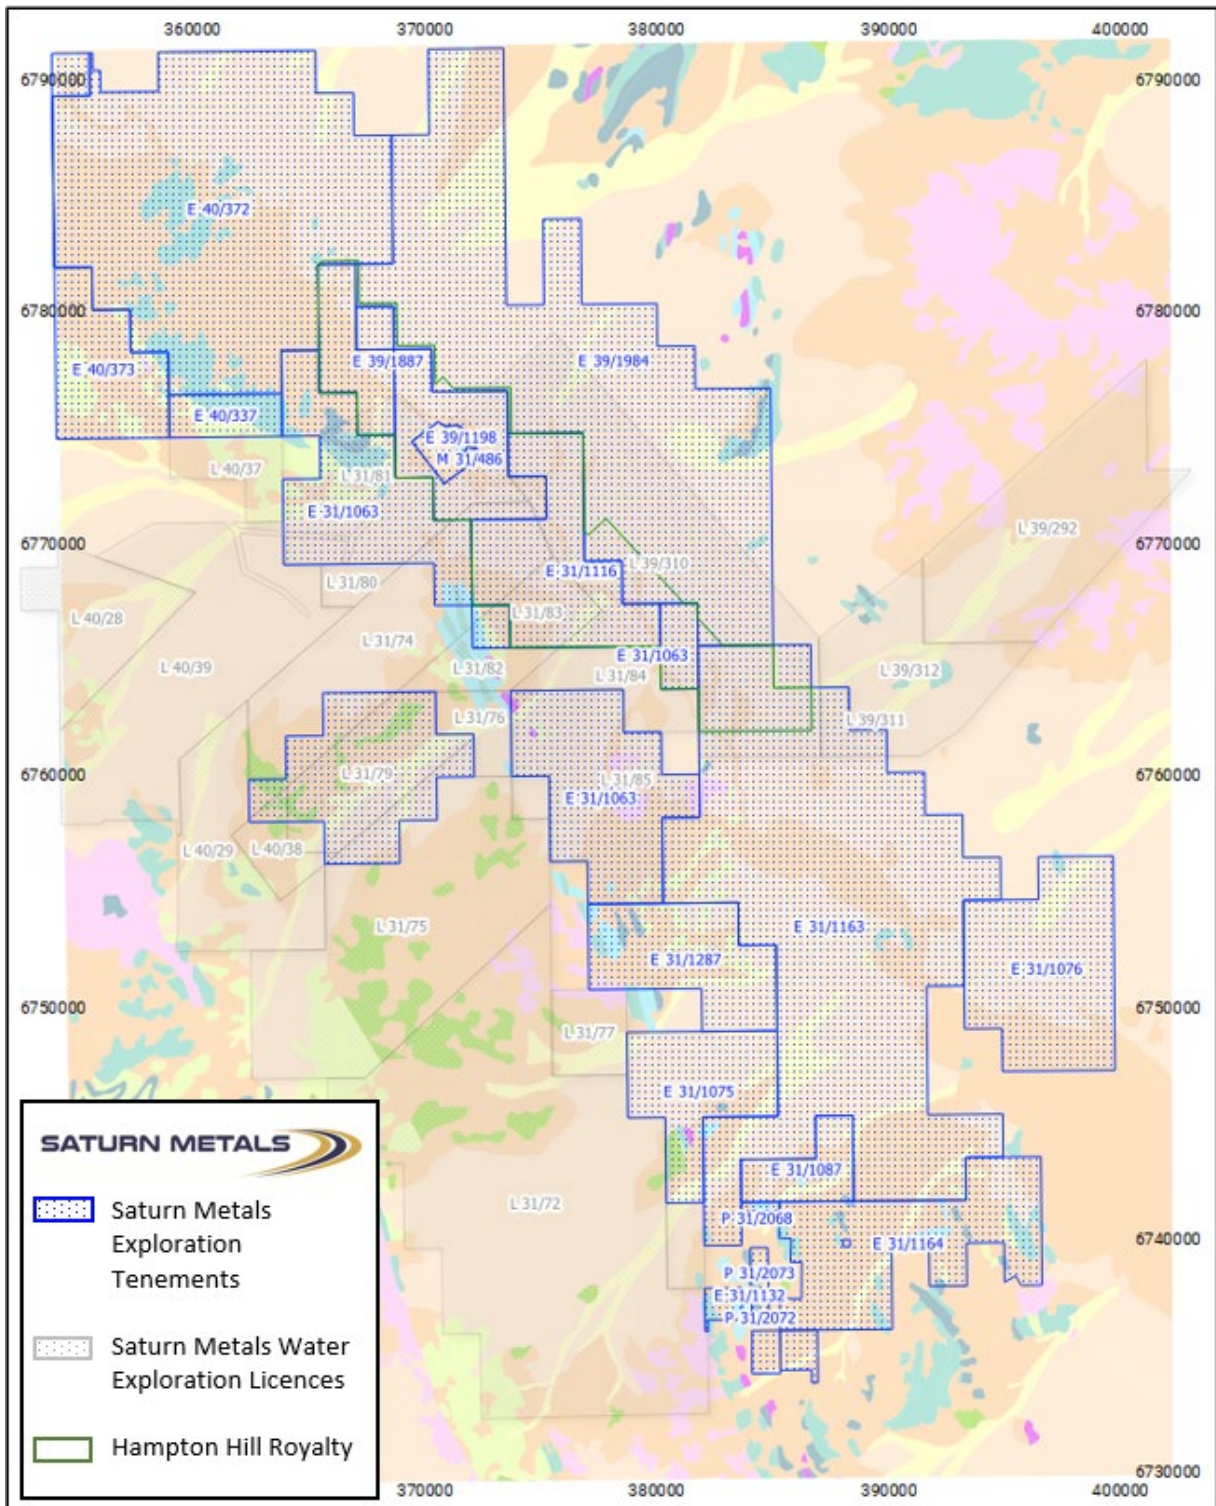 360000 370000 380000 390000 400000
6790000 6790000
E 40/372
6780000 6780000
E 39/1887 E 39/1984
E 40/373
E 40/337
E 39/1198
M 31/486
L 40/37 L 31/81
E 31/1063
L 39/292
6770000 6770000
L 39/310
E 31/1116
L 31/80
L 31/83
L 40/28
L 31/74
E 31/1063
L 40/39 L 31/82 L 31/84 L 39/312
L 31/76 L 39/311
6760000 L 31/79 L 31/85 6760000
E 31/1063
L 40/29 L 40/38
L 31/75 E 31/1163
E 31/1287 E 31/1076
6750000 6750000
L 31/77
E 31/1075
E 31/1087
L 31/72
P 31/2068
E 31/1164 6740000
P 31/2073
E 31/1132
P 31/2072
SATURN METALS
Saturn Metals
Exploration
Tenements
Saturn Metals Water
Exploration Licences
Hampton Hill Royalty
6730000
370000 380000 390000 400000